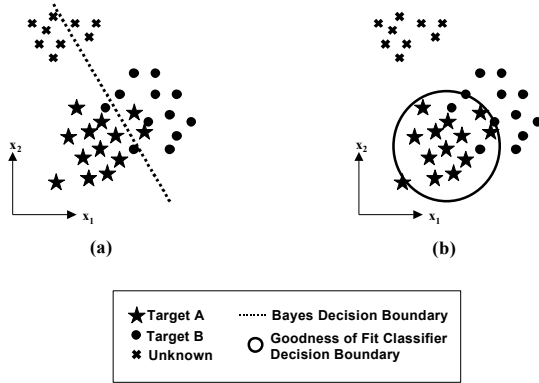 x2
x1
(a)
x2
x1
(b)
Target A
Target B
Unknown
Bayes Decision Boundary
Goodness of Fit Classifier
Decision Boundary